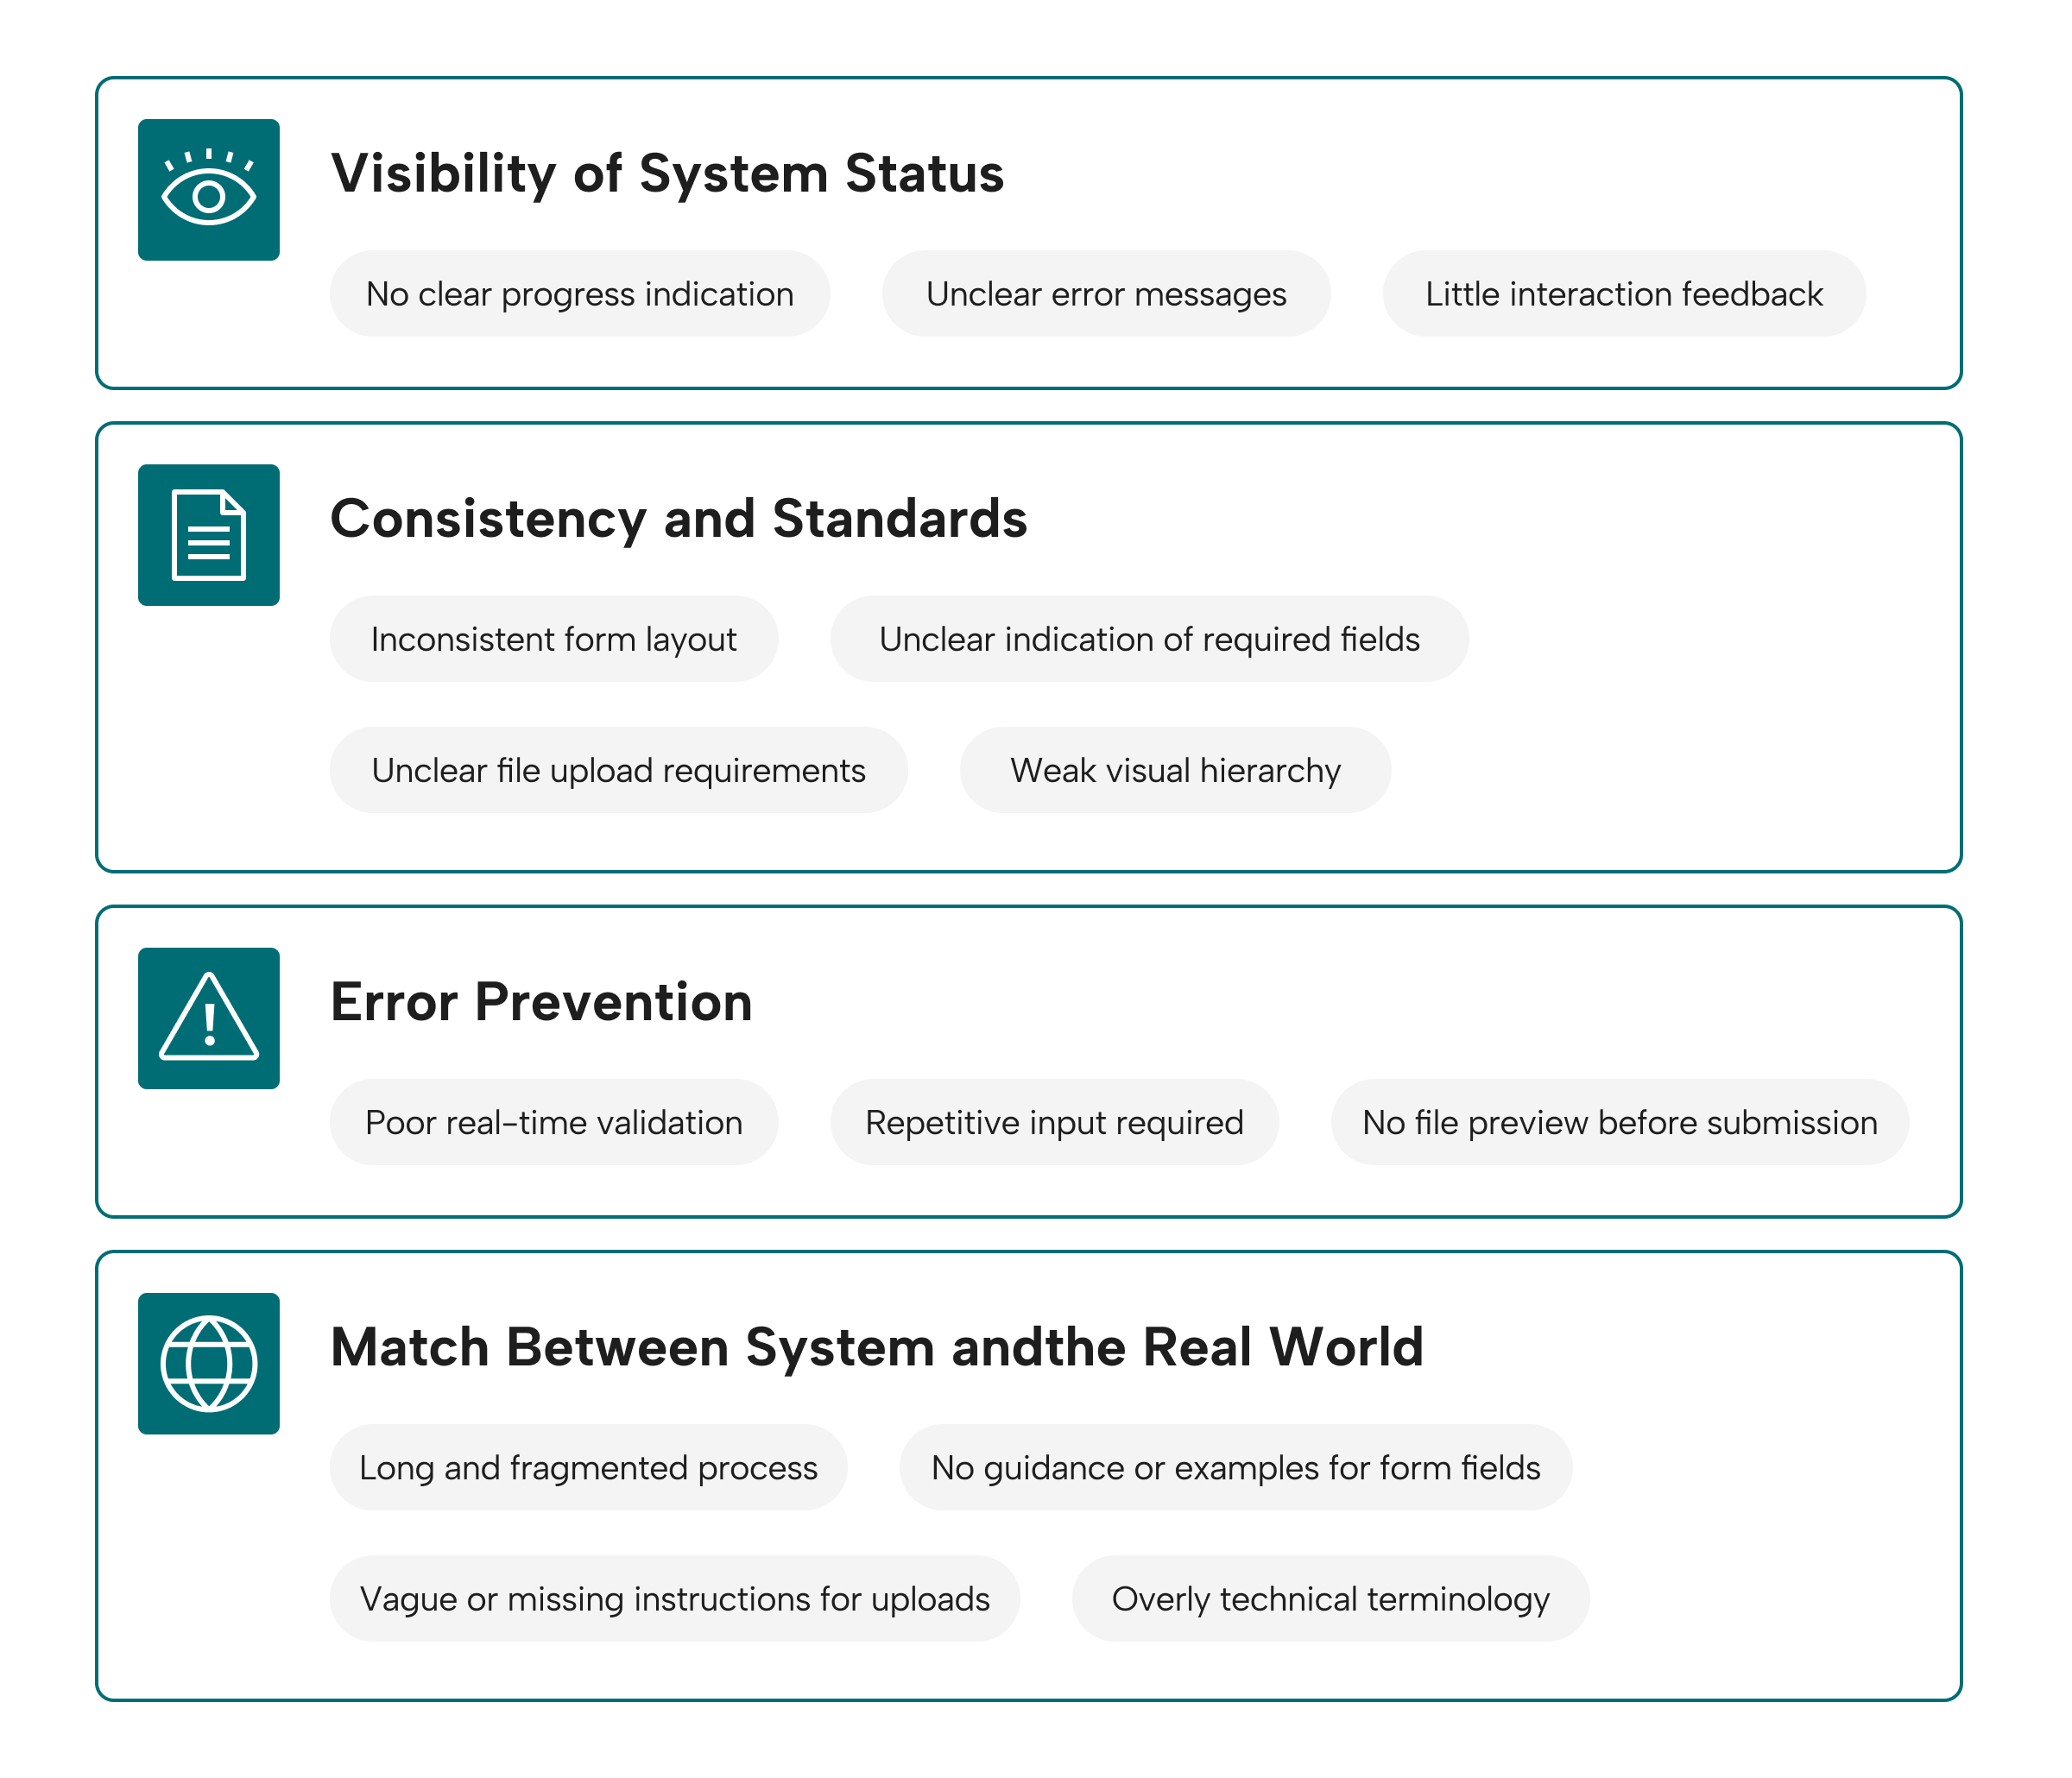 Visibility of System Status
No clear progress indication
Unclear error messages
Little interaction feedback
Consistency and Standards
Inconsistent form layout
Unclear indication of required fields
Unclear file upload requirements
Weak visual hierarchy
Error Prevention
Poor real-time validation
Repetitive input required
No file preview before submission
Match Between System andthe Real World
Long and fragmented process
No guidance or examples for form fields
Vague or missing instructions for uploads
Overly technical terminology